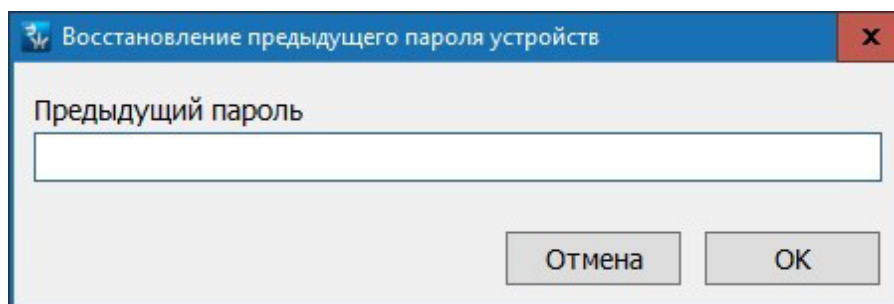 Восстановление предыдущего пароля устройств
Предыдущий пароль
Отмена
OK